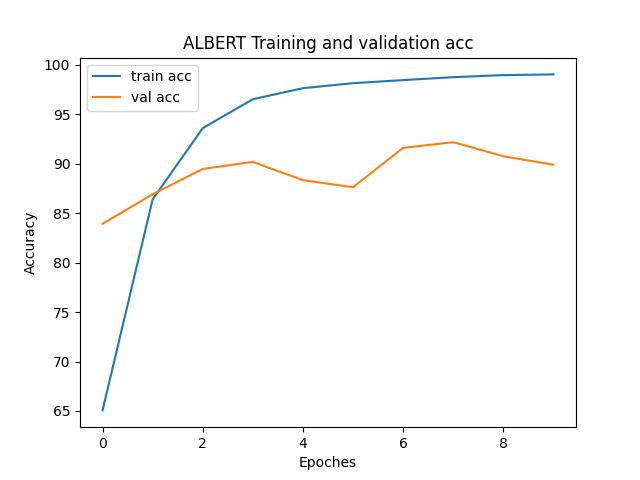 ALBERT Training and validation acc
train acc
val acc
Accuracy
100
95
90
85
80
75
70
65
0 2 4 6 8
Epoches